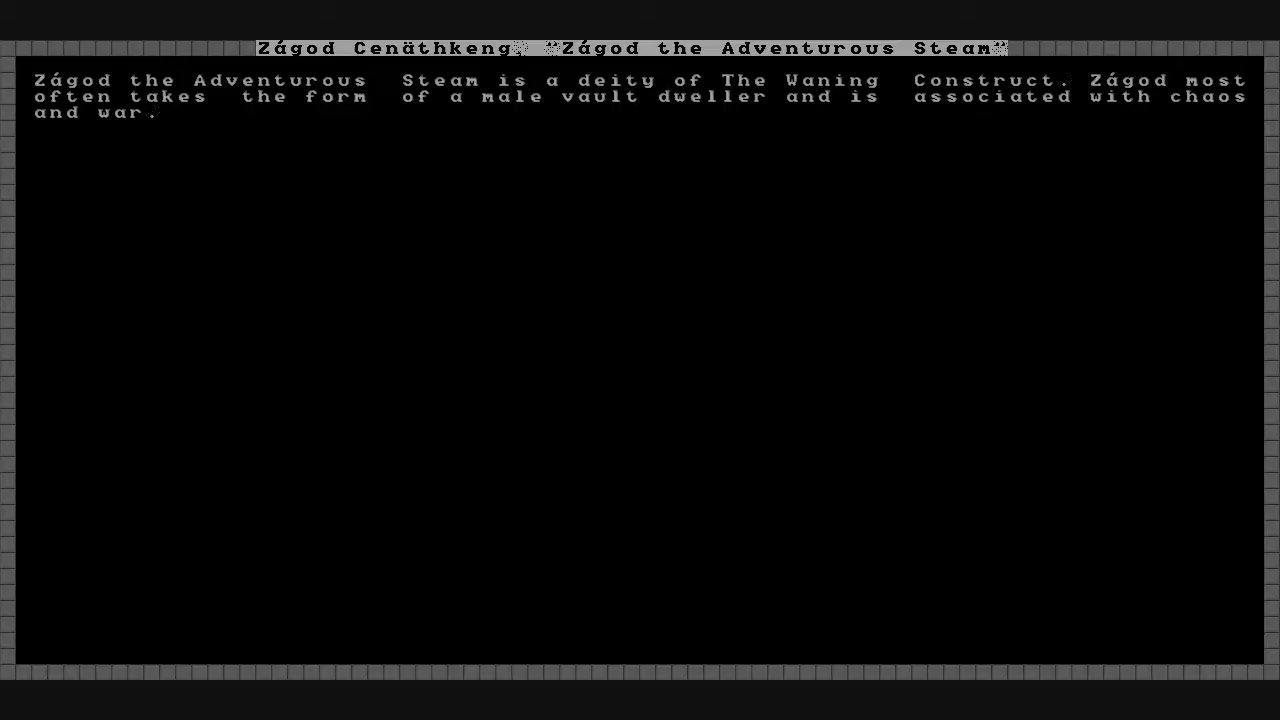 Zágod Cenäthkeng, "Zágod the Adventurous Steam"
Zágod the Adventurous Steam is a deity of The Waning Construct. Zágod most
often takes the form of a male vault dweller and is associated with chaos
and war.